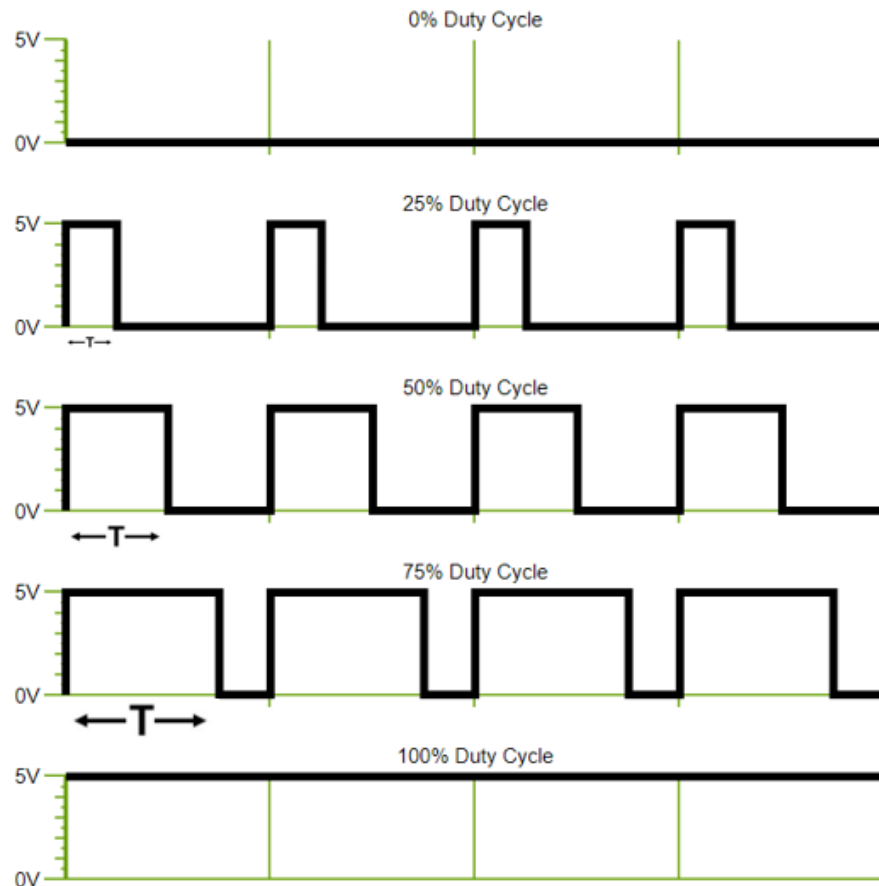 0% Duty Cycle
5V
0V
25% Duty Cycle
5V
0V
T
50% Duty Cycle
5V
0V
T
75% Duty Cycle
5V
0V
T
100% Duty Cycle
5V
0V